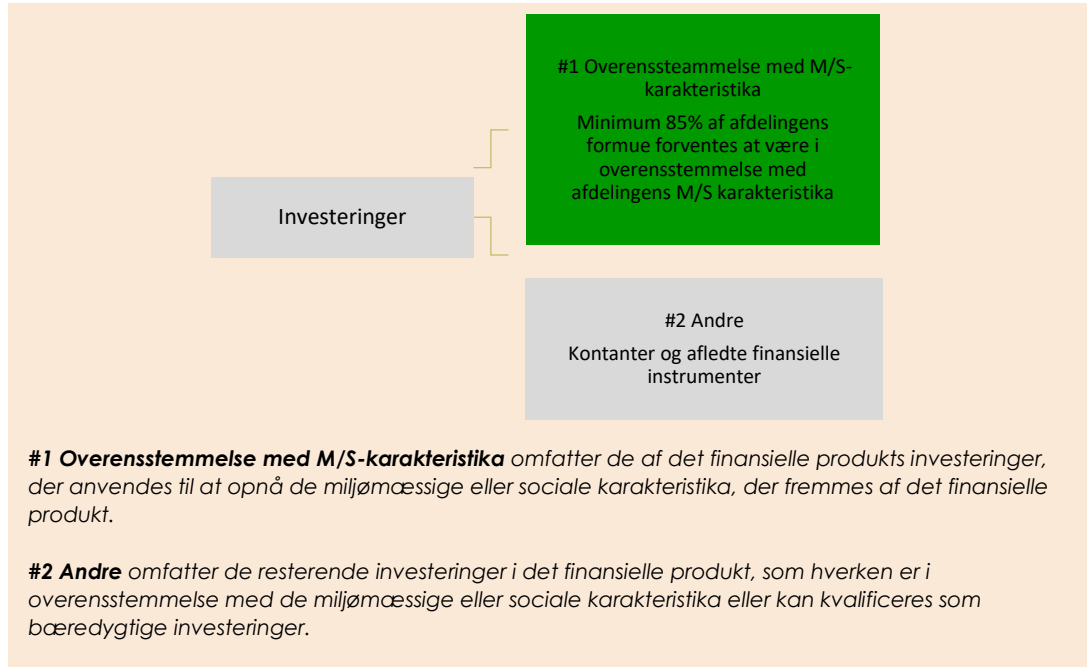 #1 Overenssteammelse med M/S-
karakteristika
Minimum 85% af afdelingens
formue forventes at være i
overensstemmelse med
afdelingens M/S karakteristika
Investeringer
#2 Andre
Kontanter og afledte finansielle
instrumenter
#1 Overensstemmelse med M/S-karakteristika omfatter de af det finansielle produkts investeringer,
der anvendes til at opnå de miljømæssige eller sociale karakteristika, der fremmes af det finansielle
produkt.
#2 Andre omfatter de resterende investeringer i det finansielle produkt, som hverken er i
overensstemmelse med de miljømæssige eller sociale karakteristika eller kan kvalificeres som
bæredygtige investeringer.